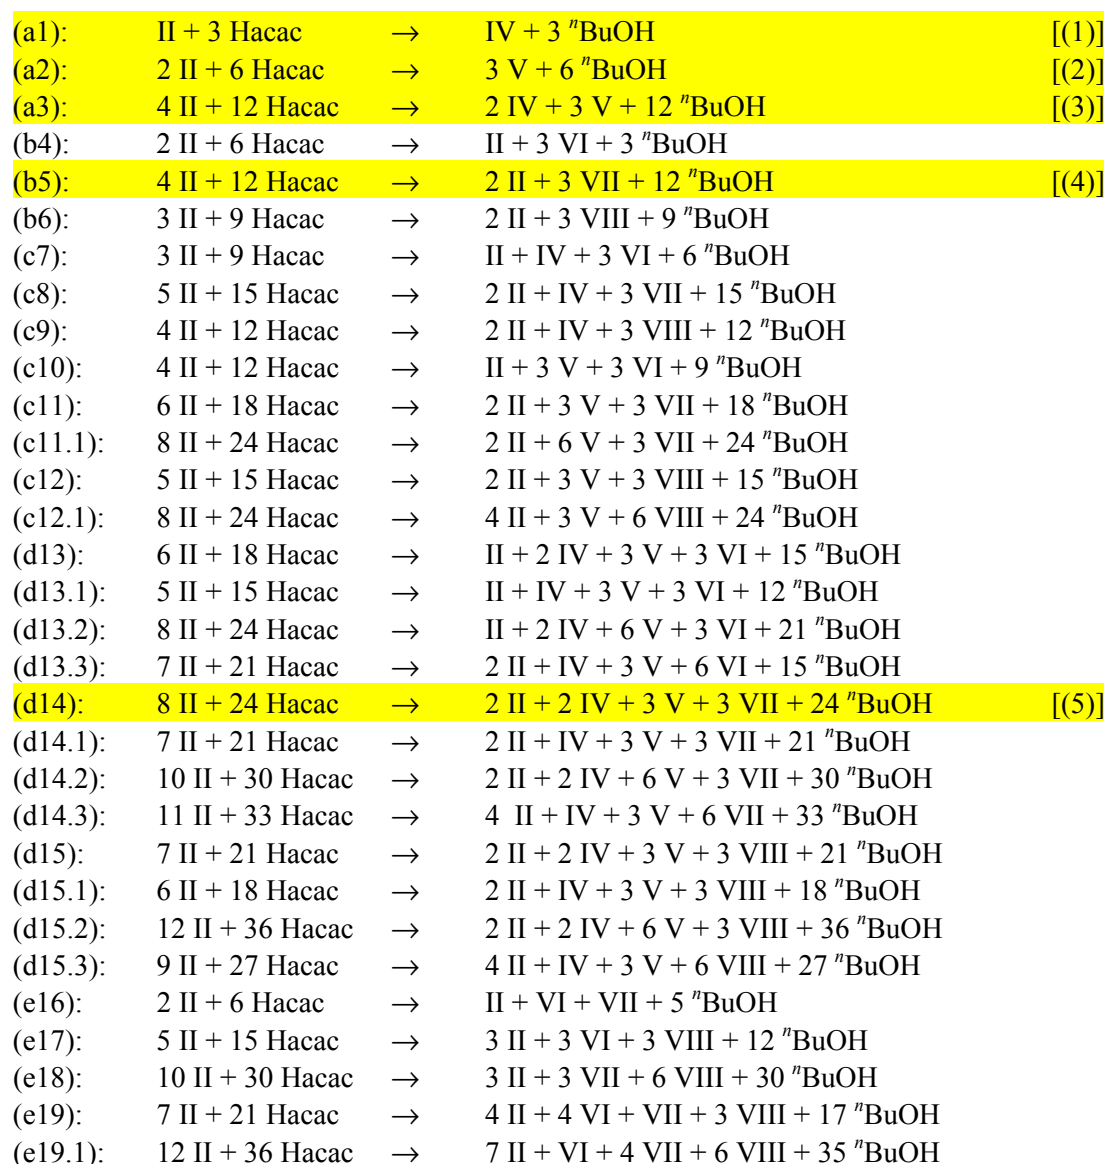 (a1): II + 3 Hacac → IV + 3 ⁿBuOH [(1)]
(a2): 2 II + 6 Hacac → 3 V + 6 ⁿBuOH [(2)]
(a3): 4 II + 12 Hacac → 2 IV + 3 V + 12 ⁿBuOH [(3)]
(b4): 2 II + 6 Hacac → II + 3 VI + 3 ⁿBuOH
(b5): 4 II + 12 Hacac → 2 II + 3 VII + 12 ⁿBuOH [(4)]
(b6): 3 II + 9 Hacac → 2 II + 3 VIII + 9 ⁿBuOH
(c7): 3 II + 9 Hacac → II + IV + 3 VI + 6 ⁿBuOH
(c8): 5 II + 15 Hacac → 2 II + IV + 3 VII + 15 ⁿBuOH
(c9): 4 II + 12 Hacac → 2 II + IV + 3 VIII + 12 ⁿBuOH
(c10): 4 II + 12 Hacac → II + 3 V + 3 VI + 9 ⁿBuOH
(c11): 6 II + 18 Hacac → 2 II + 3 V + 3 VII + 18 ⁿBuOH
(c11.1): 8 II + 24 Hacac → 2 II + 6 V + 3 VII + 24 ⁿBuOH
(c12): 5 II + 15 Hacac → 2 II + 3 V + 3 VIII + 15 ⁿBuOH
(c12.1): 8 II + 24 Hacac → 4 II + 3 V + 6 VIII + 24 ⁿBuOH
(d13): 6 II + 18 Hacac → II + 2 IV + 3 V + 3 VI + 15 ⁿBuOH
(d13.1): 5 II + 15 Hacac → II + IV + 3 V + 3 VI + 12 ⁿBuOH
(d13.2): 8 II + 24 Hacac → II + 2 IV + 6 V + 3 VI + 21 ⁿBuOH
(d13.3): 7 II + 21 Hacac → 2 II + IV + 3 V + 6 VI + 15 ⁿBuOH
(d14): 8 II + 24 Hacac → 2 II + 2 IV + 3 V + 3 VII + 24 ⁿBuOH [(5)]
(d14.1): 7 II + 21 Hacac → 2 II + IV + 3 V + 3 VII + 21 ⁿBuOH
(d14.2): 10 II + 30 Hacac → 2 II + 2 IV + 6 V + 3 VII + 30 ⁿBuOH
(d14.3): 11 II + 33 Hacac → 4 II + IV + 3 V + 6 VII + 33 ⁿBuOH
(d15): 7 II + 21 Hacac → 2 II + 2 IV + 3 V + 3 VIII + 21 ⁿBuOH
(d15.1): 6 II + 18 Hacac → 2 II + IV + 3 V + 3 VIII + 18 ⁿBuOH
(d15.2): 12 II + 36 Hacac → 2 II + 2 IV + 6 V + 3 VIII + 36 ⁿBuOH
(d15.3): 9 II + 27 Hacac → 4 II + IV + 3 V + 6 VIII + 27 ⁿBuOH
(e16): 2 II + 6 Hacac → II + VI + VII + 5 ⁿBuOH
(e17): 5 II + 15 Hacac → 3 II + 3 VI + 3 VIII + 12 ⁿBuOH
(e18): 10 II + 30 Hacac → 3 II + 3 VII + 6 VIII + 30 ⁿBuOH
(e19): 7 II + 21 Hacac → 4 II + 4 VI + VII + 3 VIII + 17 ⁿBuOH
(e19.1): 12 II + 36 Hacac → 7 II + VI + 4 VII + 6 VIII + 35 ⁿBuOH